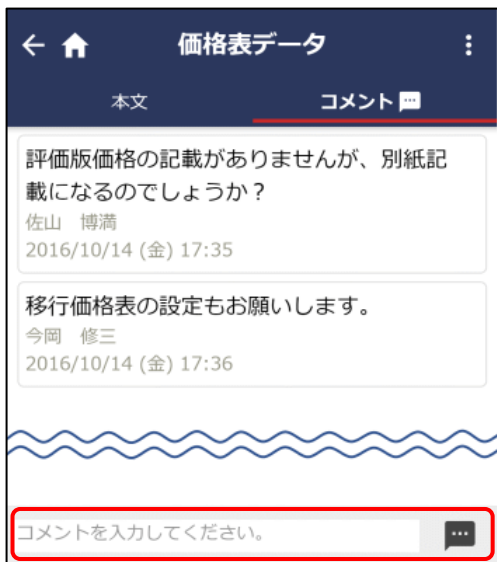 価格表データ
本文
コメント
評価版価格の記載がありませんが、別紙記
載になるのでしょうか？
佐山　博満
2016/10/14 (金) 17:35
移行価格表の設定もお願いします。
今岡　修三
2016/10/14 (金) 17:36
コメントを入力してください。